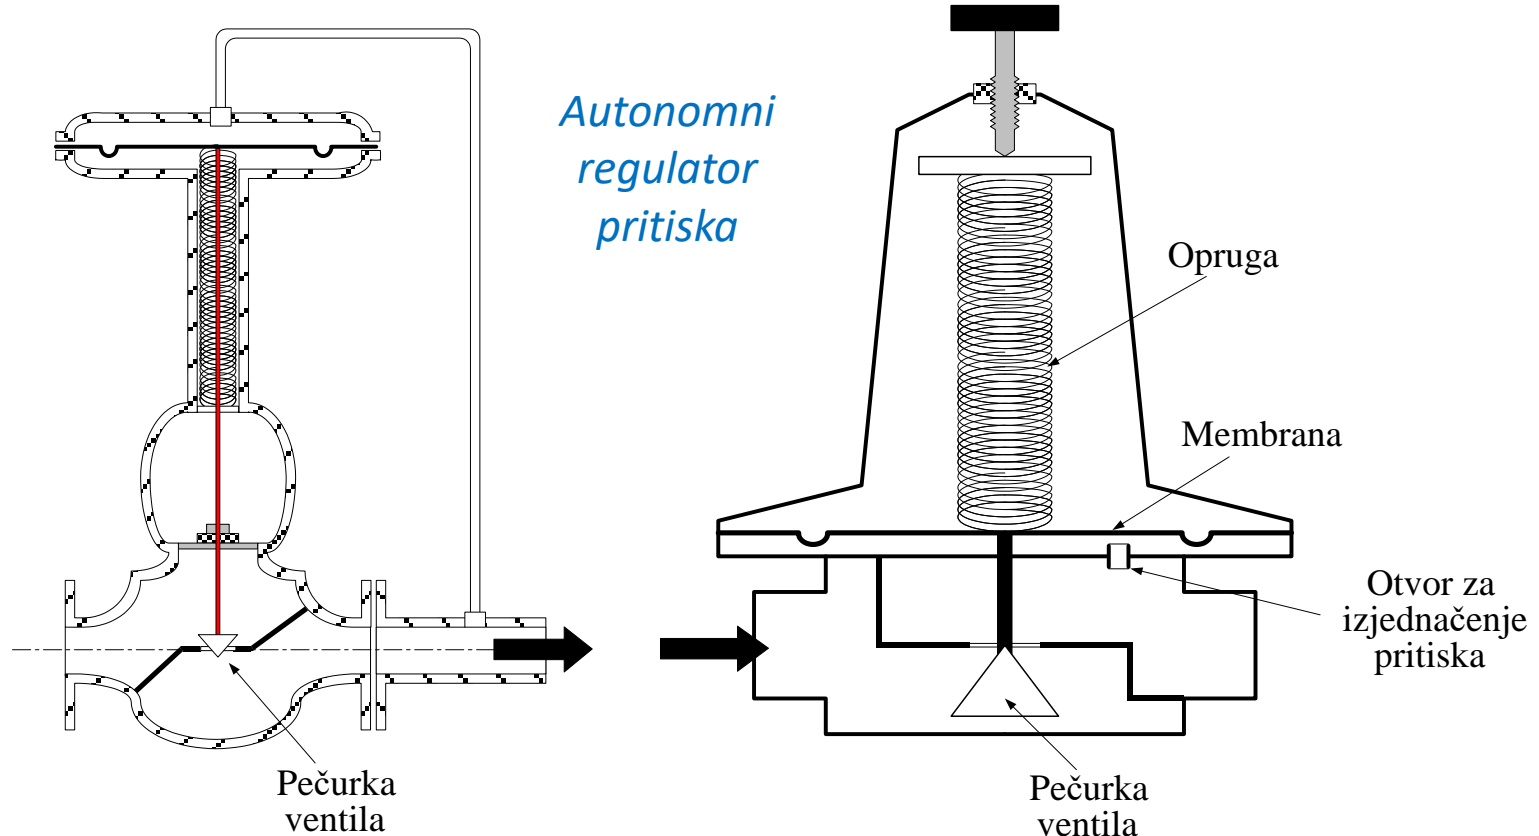 Autonomni
regulator
pritiska
Opruga
Membrana
Otvor za
izjednačenje
pritiska
Pečurka
ventila
Pečurka
ventila